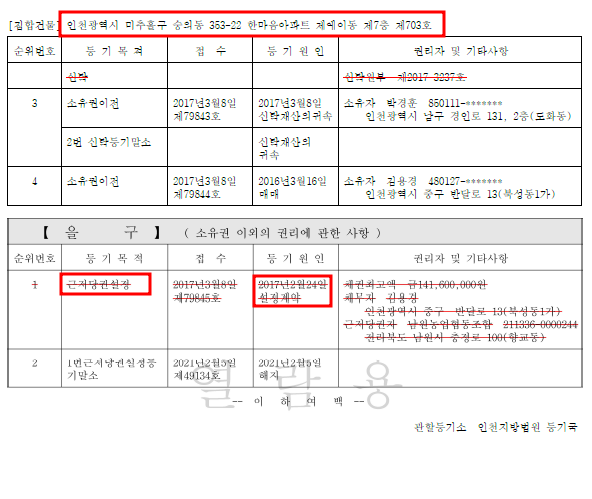 [집합건물] 인천광역시 미추홀구 숭의동 353-22 한마음아파트 제에이동 제7층 제703호
순위번호 등 기 목 적 접 수 등 기 원 인 권리자 및 기타사항
신탁 신탁원부 제2017-3237호
3 소유권이전 2017년3월8일 2017년3월8일 소유자 박경훈 850111-*******
제79843호 신탁재산의귀속 인천광역시 남구 경인로 131, 2층(도화동)
2번 신탁등기말소 신탁재산의
귀속
4 소유권이전 2017년3월8일 2016년3월16일 소유자 김용경 480127-*******
제79844호 매매 인천광역시 중구 반달로 13(북성동1가)
【 을 구 】 ( 소유권 이외의 권리에 관한 사항 )
순위번호 등 기 목 적 접 수 등 기 원 인 권리자 및 기타사항
1 근저당권설정 2017년3월8일 2017년2월24일 채권최고액 금141,600,000원
제79845호 설정계약 채무자 김용경
인천광역시 중구 반달로 13(북성동1가)
근저당권자 남원농업협동조합 211336-0000244
전라북도 남원시 충정로 100(향교동)
2 1번근저당권설정등 2021년2월5일 2021년2월5일
기말소 제49134호 해지
열 람 용
-- 이 하 여 백 --
관할등기소 인천지방법원 등기국